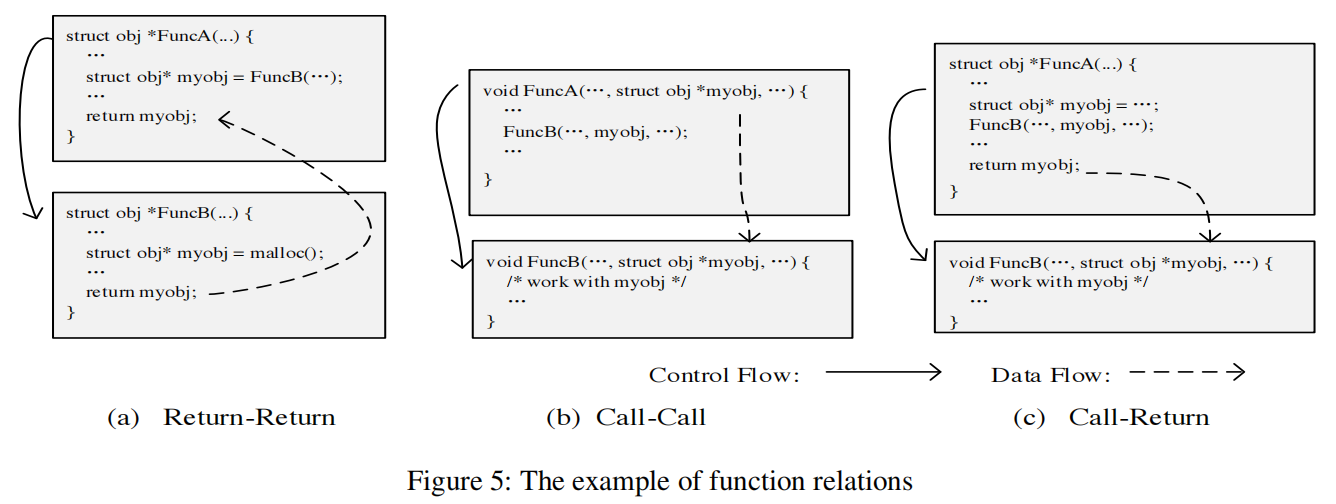 struct obj *FuncA(...) {
...
struct obj* myobj = FuncB(···);
...
return myobj;
}
struct obj *FuncB(...) {
...
struct obj* myobj = malloc();
...
return myobj;
}
(a) Return-Return
void FuncA(···, struct obj *myobj, ···) {
...
FuncB(···, myobj, ···);
...
}
void FuncB(···, struct obj *myobj, ···) {
/* work with myobj */
...
}
(b) Call-Call
struct obj *FuncA(...) {
...
struct obj* myobj = ···;
FuncB(···, myobj, ···);
...
return myobj;
}
void FuncB(···, struct obj *myobj, ···) {
/* work with myobj */
...
}
Control Flow:
Data Flow:
(c) Call-Return
Figure 5: The example of function relations